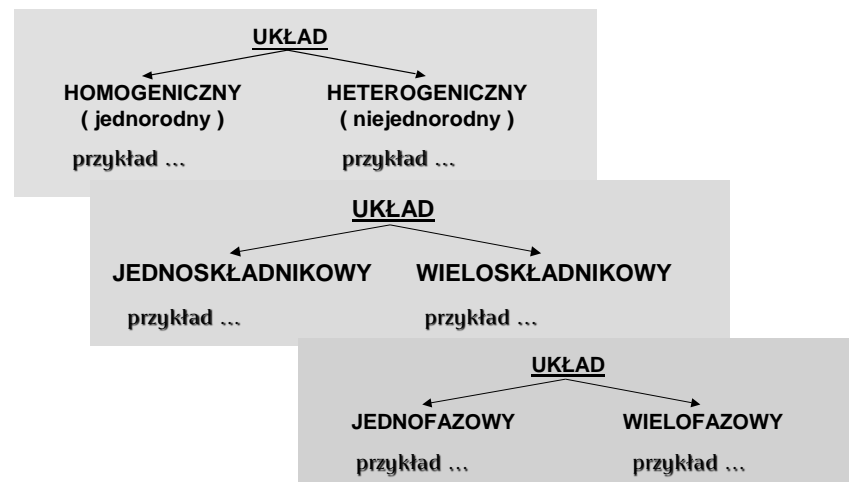 UKŁAD
HOMOGENICZNY HETEROGENICZNY
( jednorodny ) ( niejednorodny )
przykład ... przykład ...
UKŁAD
JEDNOSKŁADNIKOWY WIELOSKŁADNIKOWY
przykład ... przykład ...
UKŁAD
JEDNOFAZOWY WIELOFAZOWY
przykład ... przykład ...